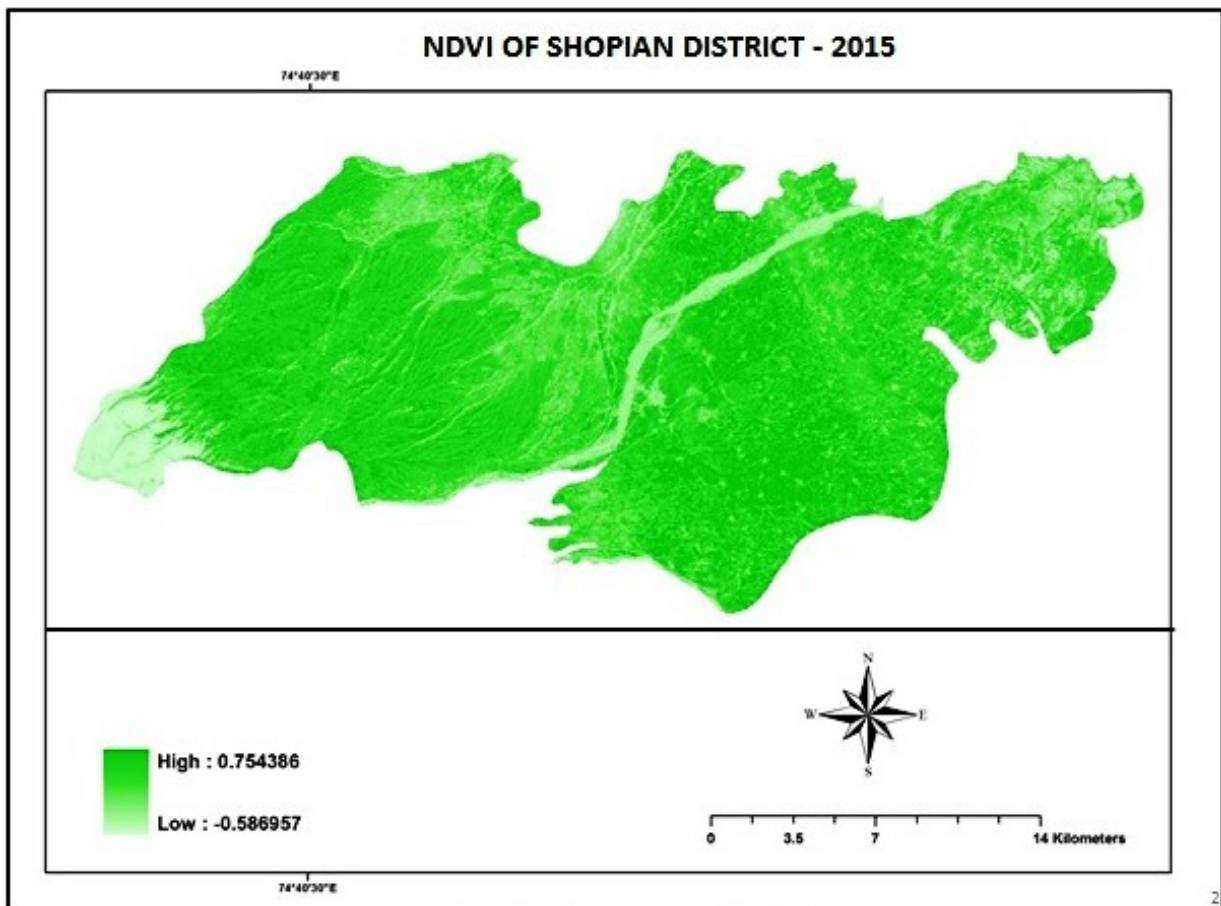 NDVI OF SHOPIAN DISTRICT - 2015
74°40'30"E
N
W E
S
High : 0.754386
Low : -0.586957
0 3.5 7 14 Kilometers
74°40'30"E
2